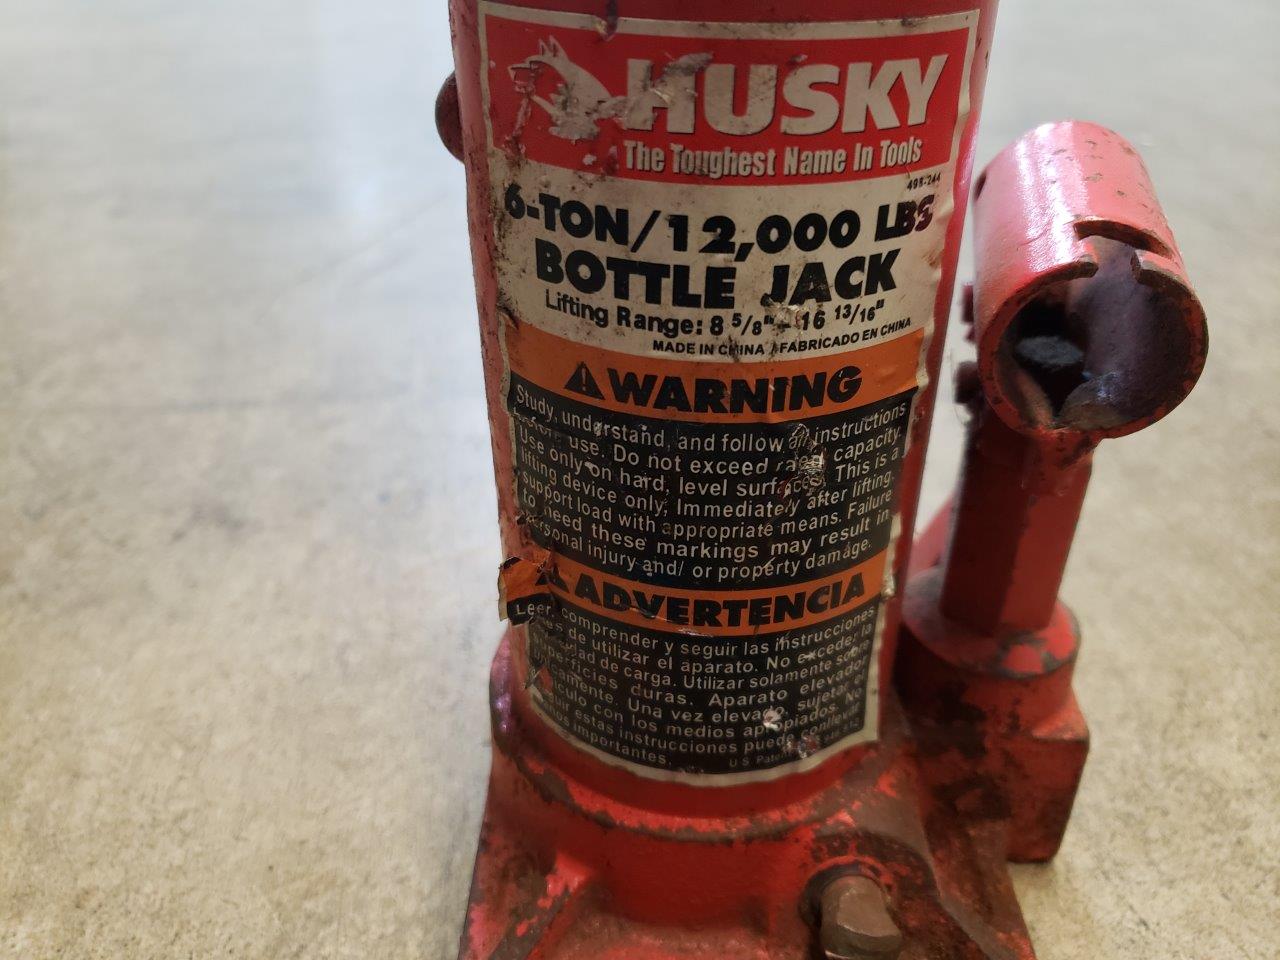 HUSKY
The Toughest Name In Tools
498-244
6-TON/12,000 LBS
BOTTLE JACK
Lifting Range: 8 5/8" - 16 13/16"
MADE IN CHINA / FABRICADO EN CHINA
WARNING
Study, understand, and follow all instructions
before use. Do not exceed rated capacity.
Use only on hard, level surfaces. This is a
lifting device only, Immediately after lifting,
support load with appropriate means. Failure
to heed these markings may result in
personal injury and/ or property damage.
ADVERTENCIA
Leer, comprender y seguir las instrucciones
de utilizar el aparato. No exceder la
de carga. Utilizar solamente sobre
superficies duras. Aparato elevador
Una vez elevado, sujetar el
con los medios apropiados. No
estas instrucciones puede conllevar
importantes.
U S